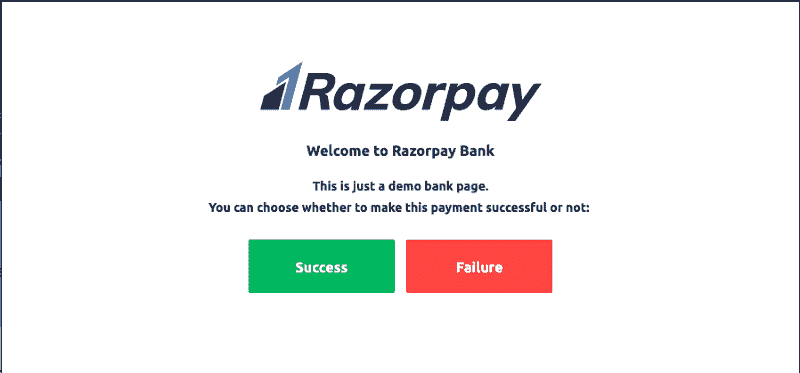 Razorpay
Welcome to Razorpay Bank
This is just a demo bank page.
You can choose whether to make this payment successful or not:
Success Failure